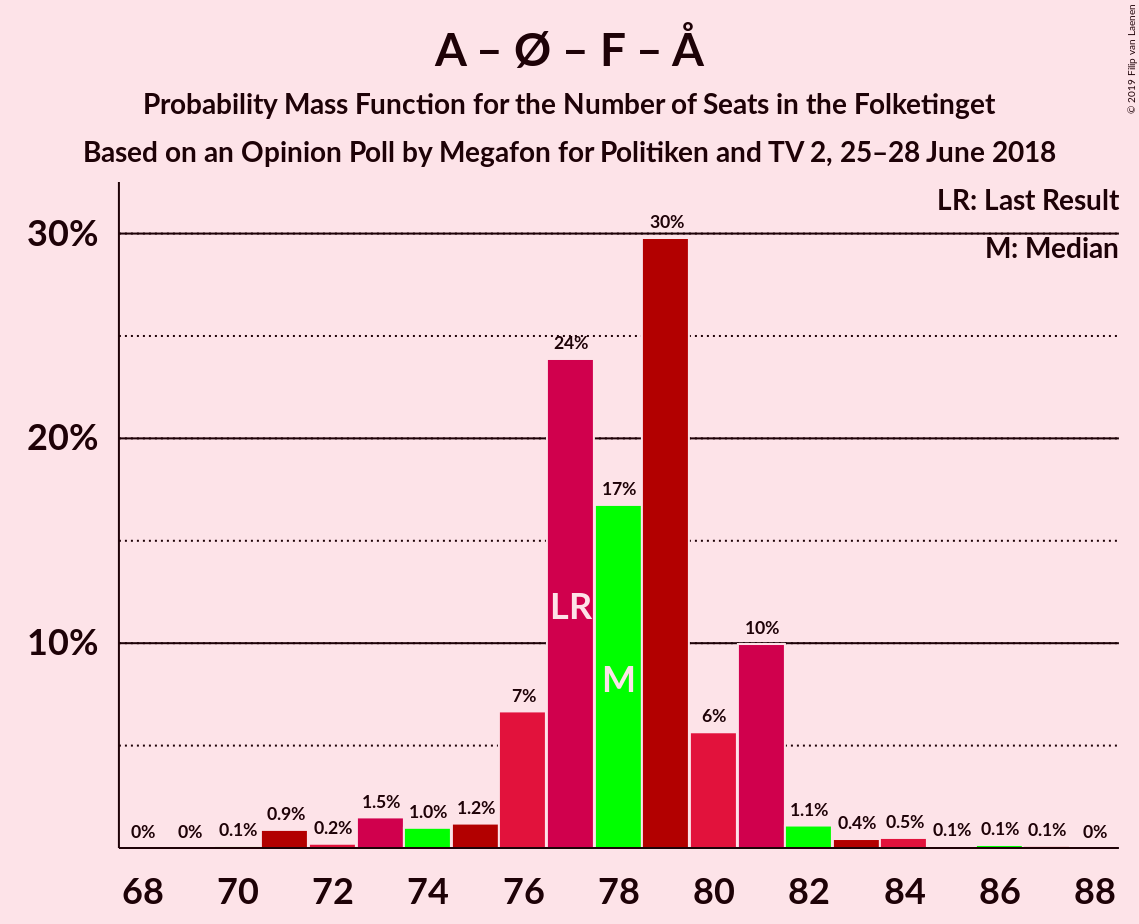 A – Ø – F – Å
Probability Mass Function for the Number of Seats in the Folketinget
Based on an Opinion Poll by Megafon for Politiken and TV 2, 25–28 June 2018
© 2019 Filip van Laenen
LR: Last Result
M: Median
30%
20%
10%
0% 0% 0.1% 0.9% 0.2% 1.5% 1.0% 1.2% 7% 24% 17% 30% 6% 10% 1.1% 0.4% 0.5% 0.1% 0.1% 0.1% 0%
LR
M
68 70 72 74 76 78 80 82 84 86 88